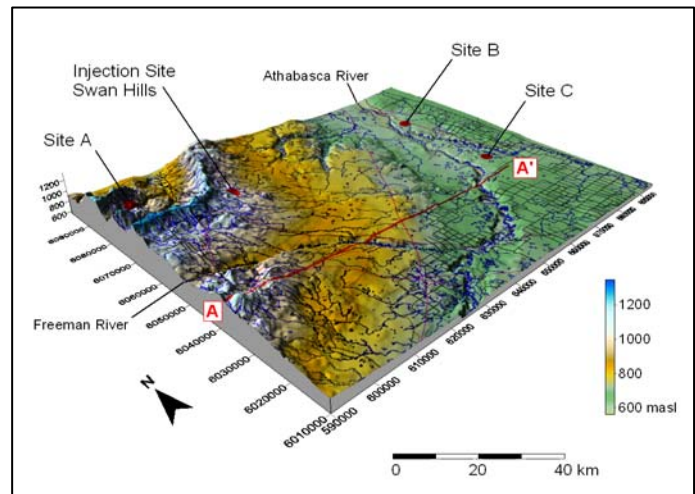 Site B
Injection Site
Swan Hills
Athabasca River
Site C
Site A
A'
1200
1000
800
600
6080000
6070000
6060000
6050000
6040000
6030000
6020000
6010000
590000
600000
610000
620000
630000
640000
650000
660000
A
Freeman River
N
1200
1000
800
600 masl
0 20 40 km